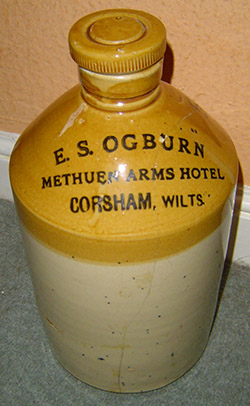 E. S. OGBURN
METHUEN ARMS HOTEL
CORSHAM, WILTS.